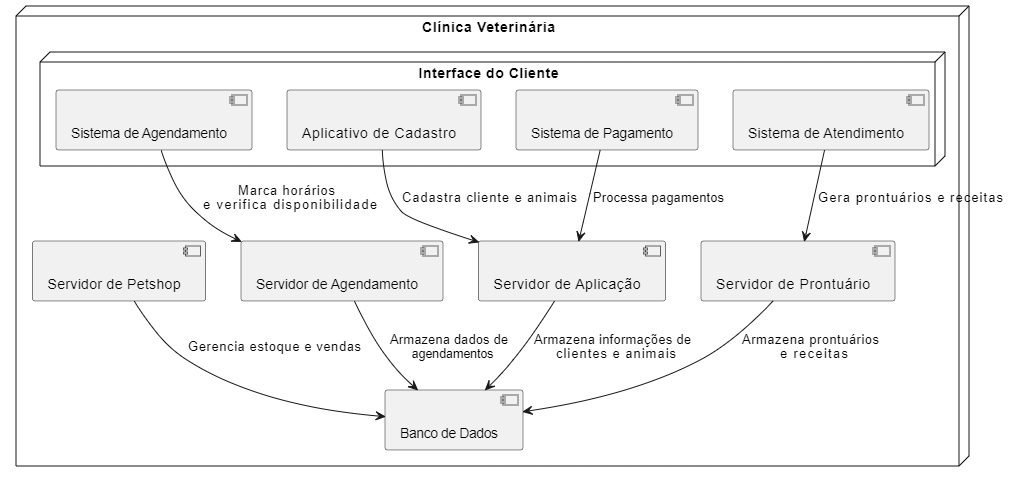 Clínica Veterinária
Interface do Cliente
Sistema de Agendamento
Aplicativo de Cadastro
Sistema de Pagamento
Sistema de Atendimento
Marca horários
e verifica disponibilidade
Cadastra cliente e animais
Processa pagamentos
Gera prontuários e receitas
Servidor de Petshop
Servidor de Agendamento
Servidor de Aplicação
Servidor de Prontuário
Gerencia estoque e vendas
Armazena dados de
agendamentos
Armazena informações de
clientes e animais
Armazena prontuários
e receitas
Banco de Dados